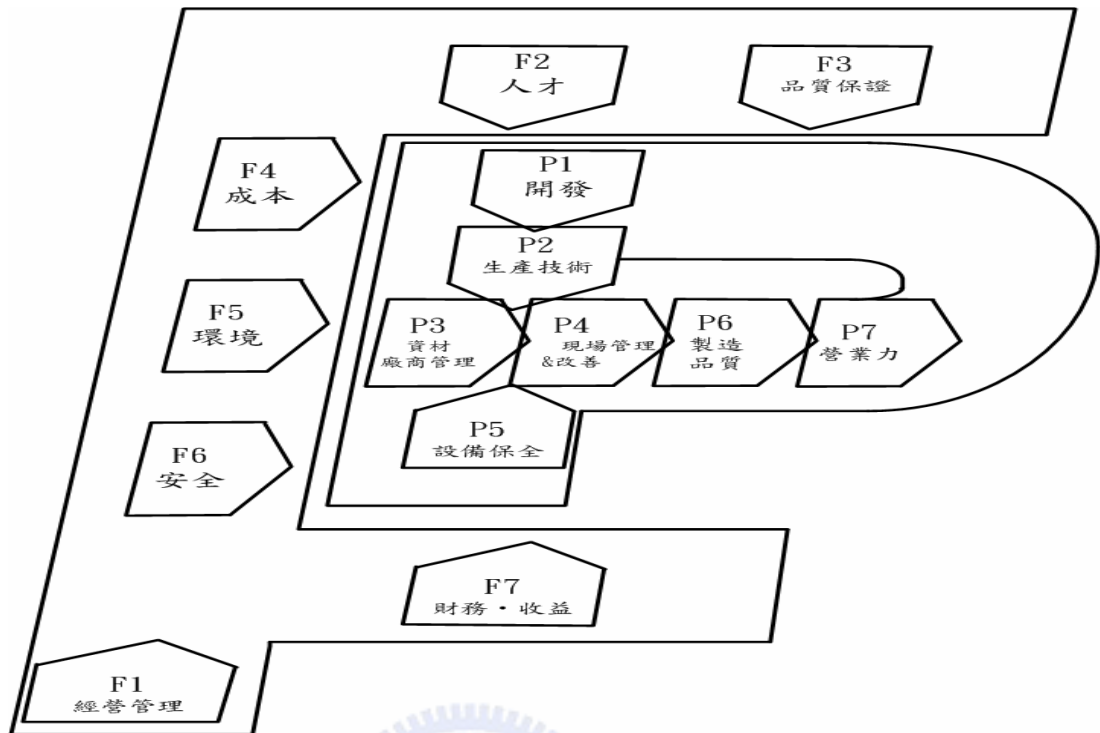 F2
人才
F3
品質保證
F4
成本
P1
開發
P2
生產技術
F5
環境
P3
資材
廠商管理
P4
現場管理
&改善
P6
製造
品質
P7
營業力
P5
設備保全
F6
安全
F7
財務・收益
F1
經營管理